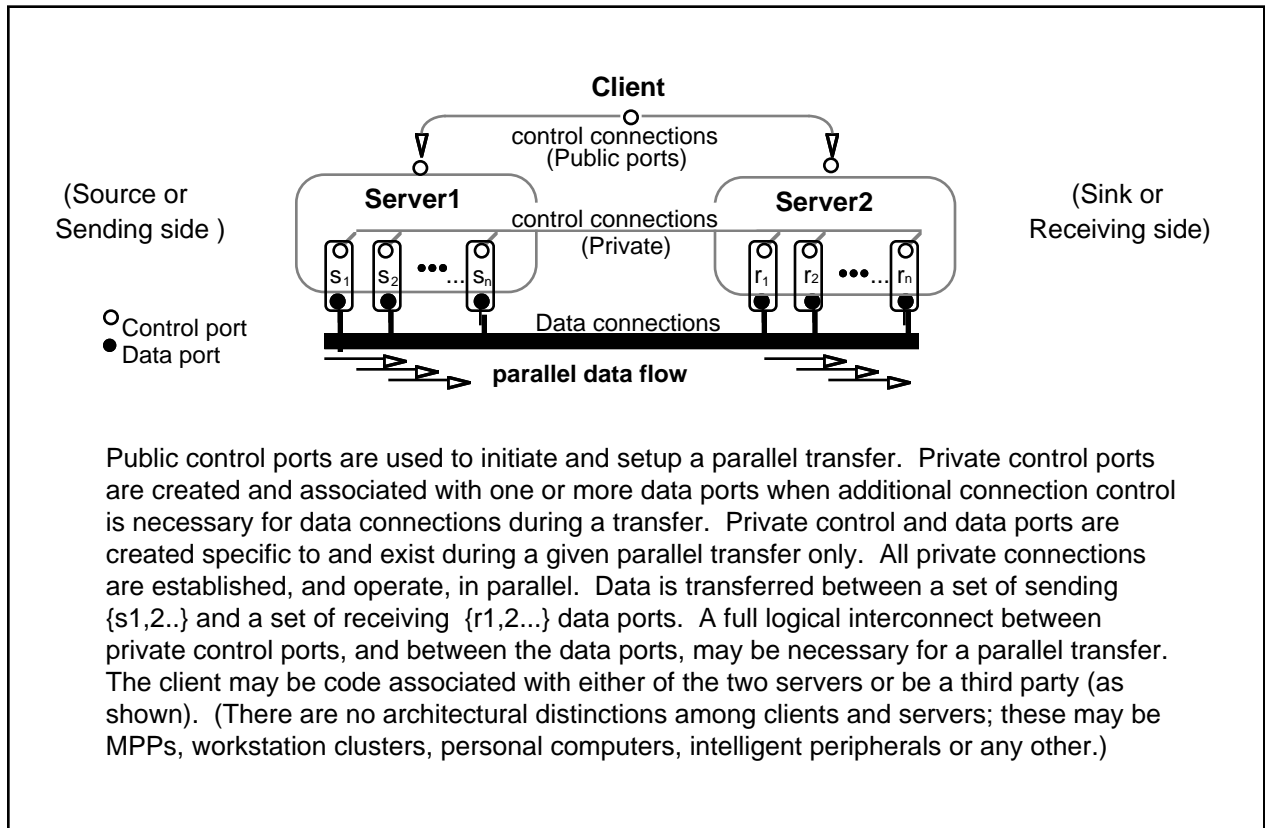 Client
control connections
(Public ports)
(Source or
Sending side )
Server1
control connections
(Private)
Server2
(Sink or
Receiving side)
s1 s2 •••... sn
r1 r2 •••... rn
Control port
Data port
Data connections
parallel data flow
Public control ports are used to initiate and setup a parallel transfer. Private control ports
are created and associated with one or more data ports when additional connection control
is necessary for data connections during a transfer. Private control and data ports are
created specific to and exist during a given parallel transfer only. All private connections
are established, and operate, in parallel. Data is transferred between a set of sending
{s1,2..} and a set of receiving {r1,2...} data ports. A full logical interconnect between
private control ports, and between the data ports, may be necessary for a parallel transfer.
The client may be code associated with either of the two servers or be a third party (as
shown). (There are no architectural distinctions among clients and servers; these may be
MPPs, workstation clusters, personal computers, intelligent peripherals or any other.)